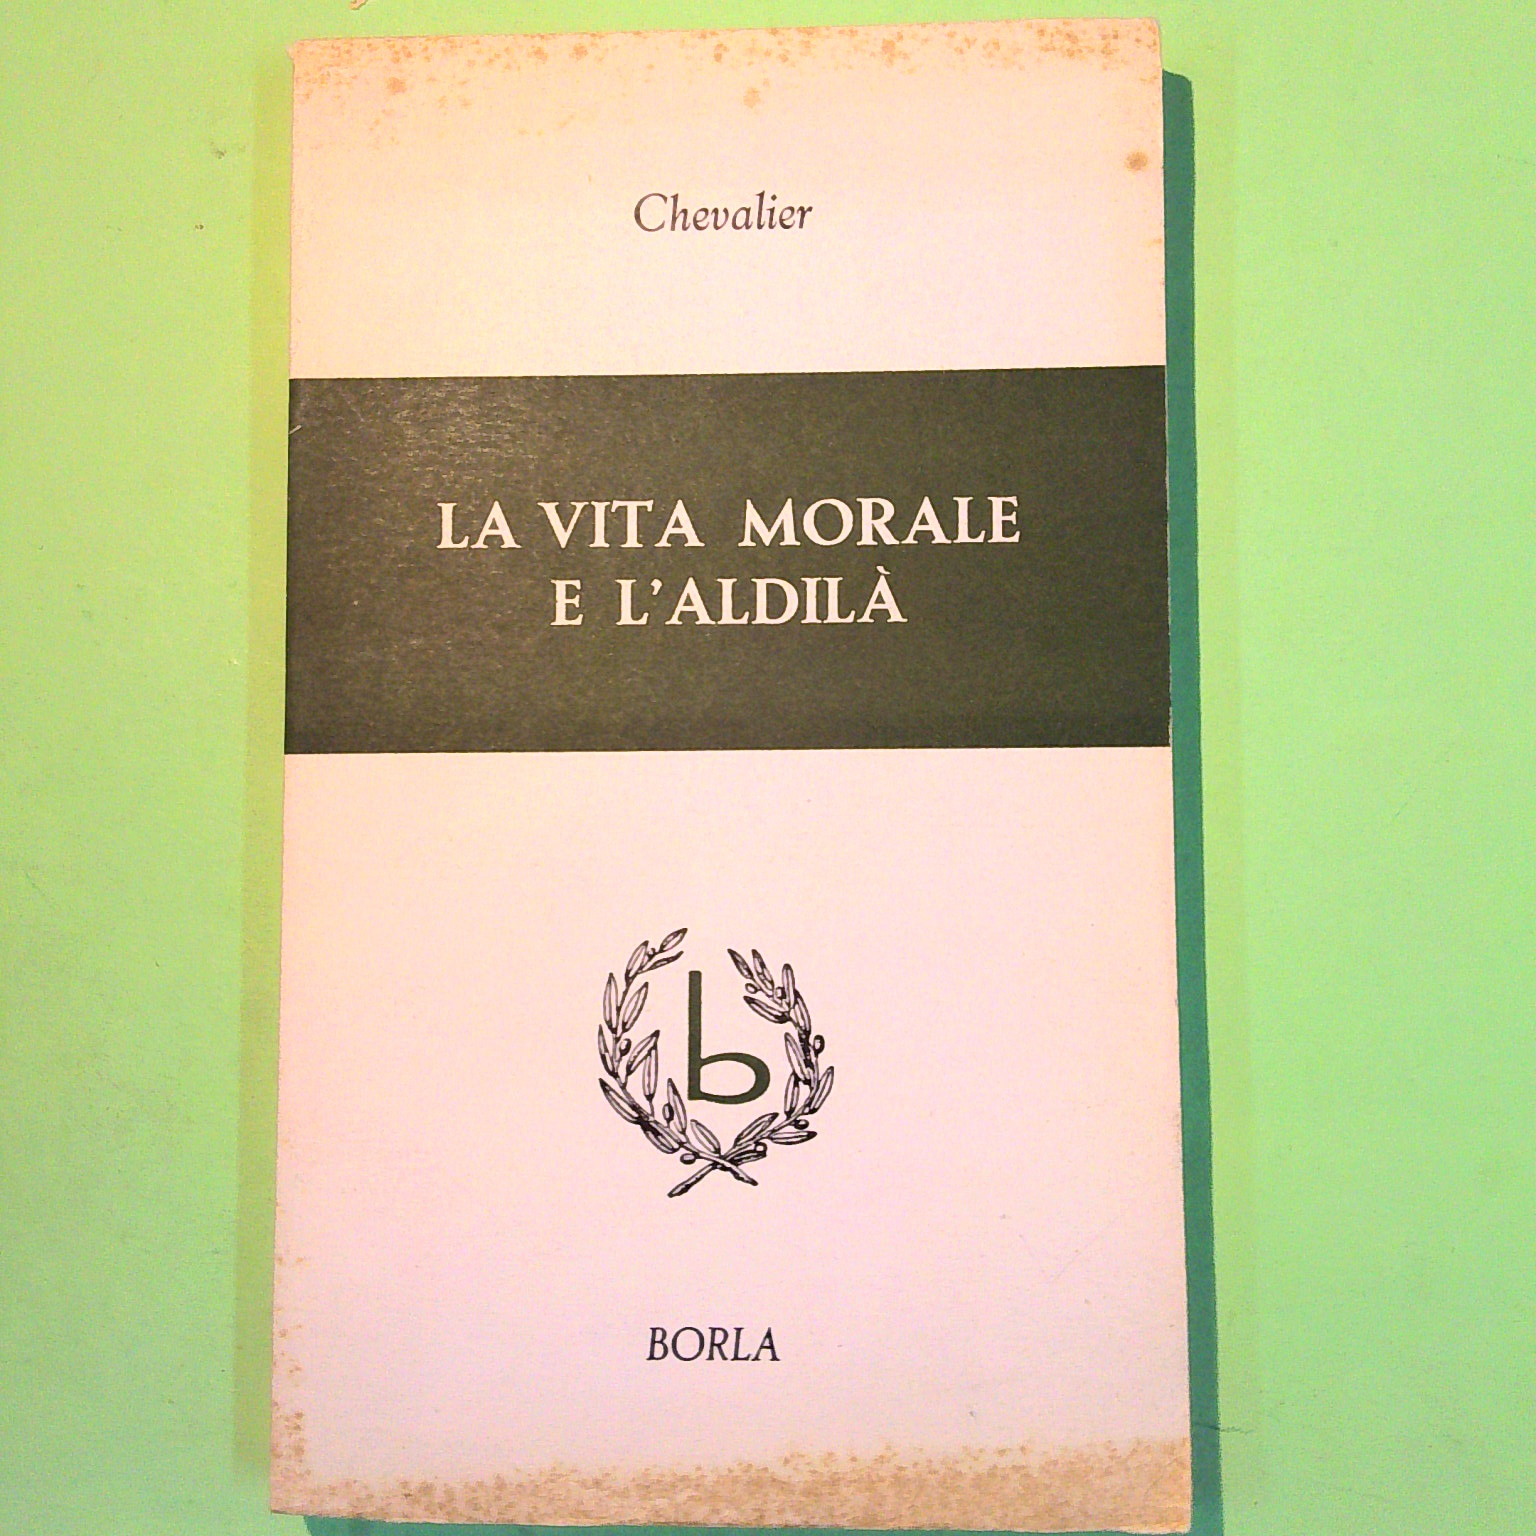 Chevalier
LA VITA MORALE
E L'ALDILÀ
b
BORLA